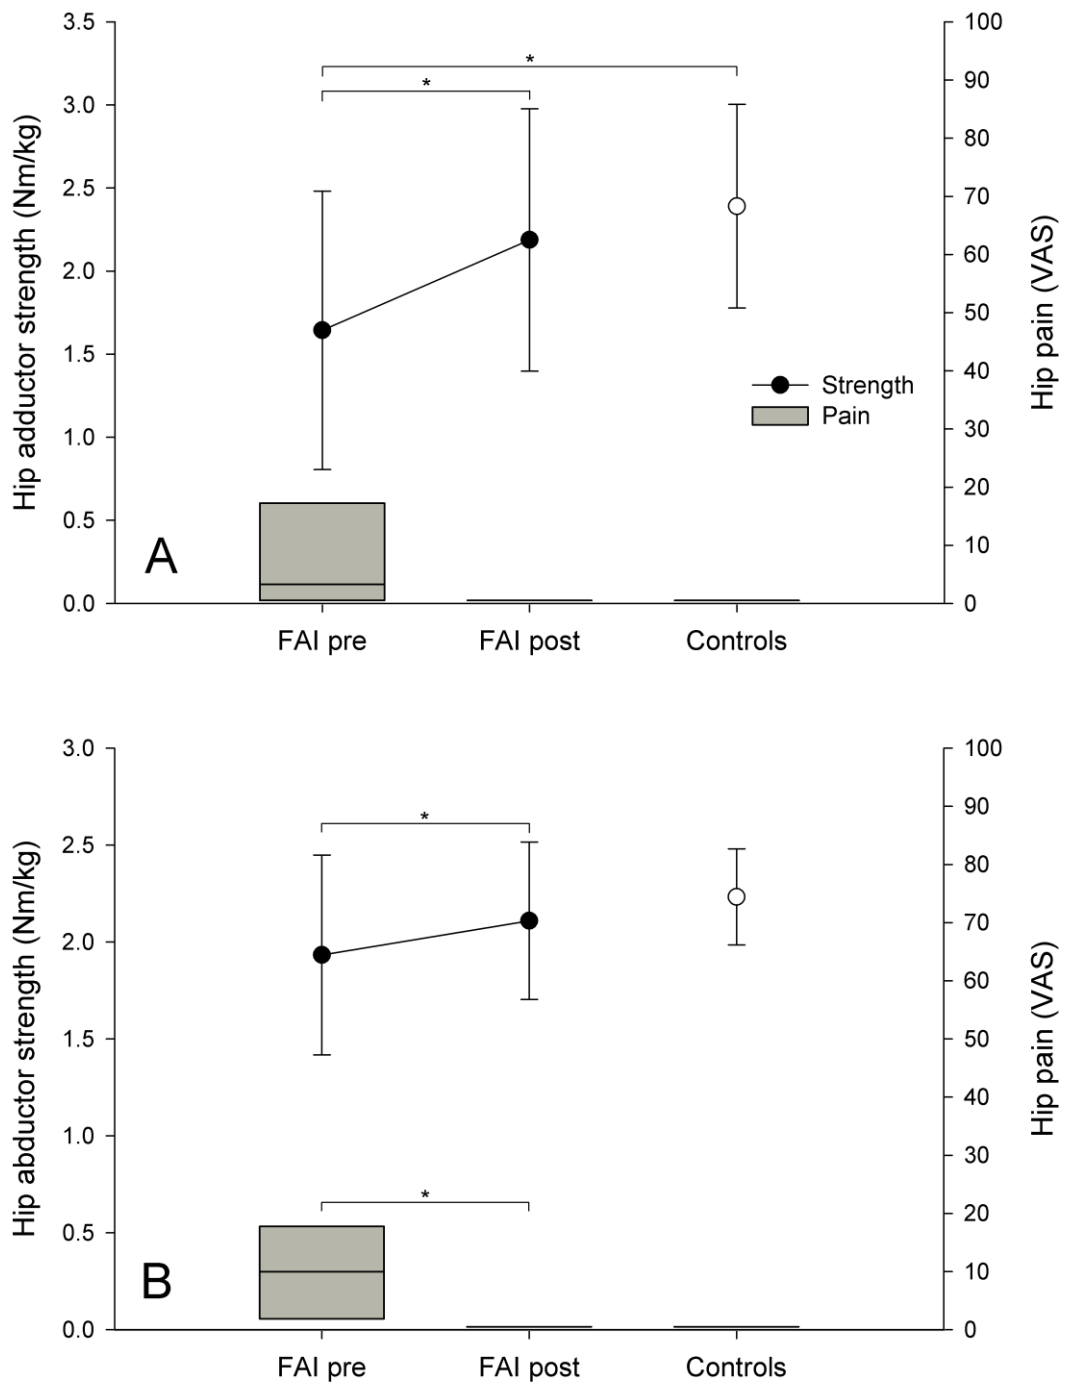 3.5
3.0
2.5
2.0
1.5
1.0
0.5
0.0
Hip adductor strength (Nm/kg)
*
*
100
90
80
70
60
50
40
30
20
10
0
Hip pain (VAS)
Strength
Pain
A
FAI pre
FAI post
Controls
3.0
2.5
2.0
1.5
1.0
0.5
0.0
Hip abductor strength (Nm/kg)
*
*
100
90
80
70
60
50
40
30
20
10
0
Hip pain (VAS)
B
FAI pre
FAI post
Controls